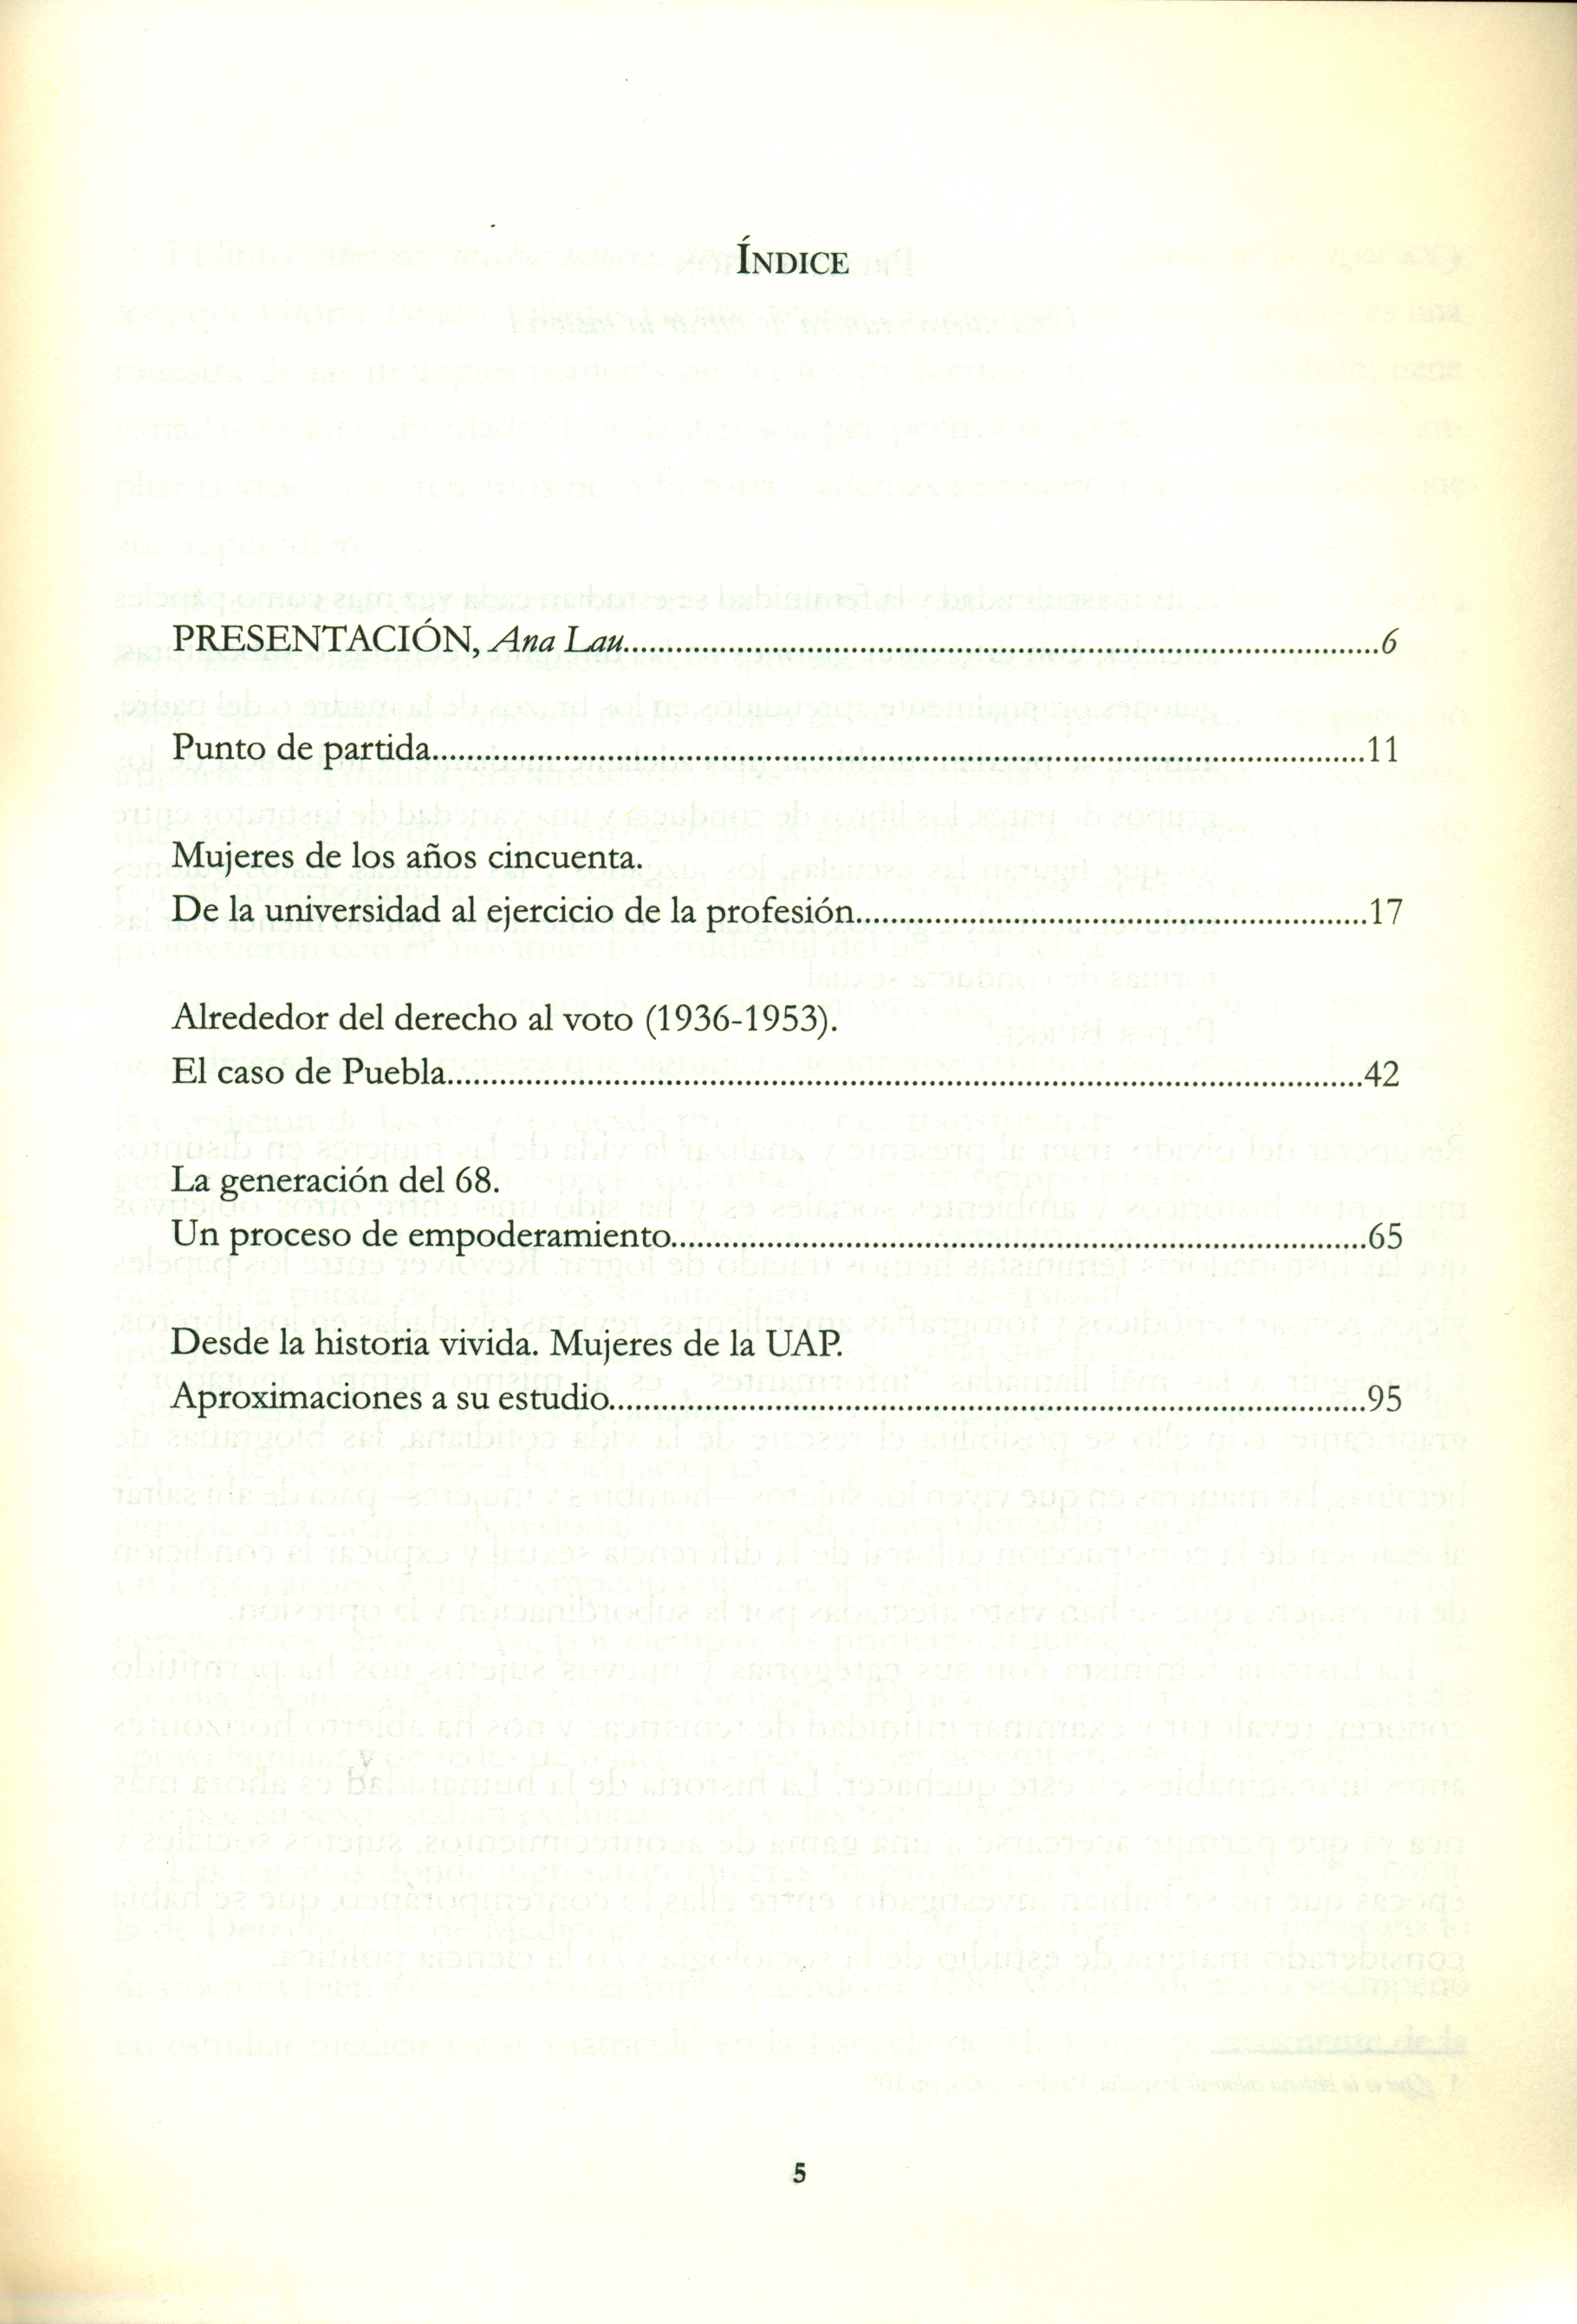 ÍNDICE
PRESENTACIÓN, Ana Lau........................................................................................6
Punto de partida.............................................................................................................11
Mujeres de los años cincuenta.
De la universidad al ejercicio de la profesión...........................................................17
Alrededor del derecho al voto (1936-1953).
El caso de Puebla...........................................................................................................42
La generación del 68.
Un proceso de empoderamiento.................................................................................65
Desde la historia vivida. Mujeres de la UAP.
Aproximaciones a su estudio........................................................................................95
5